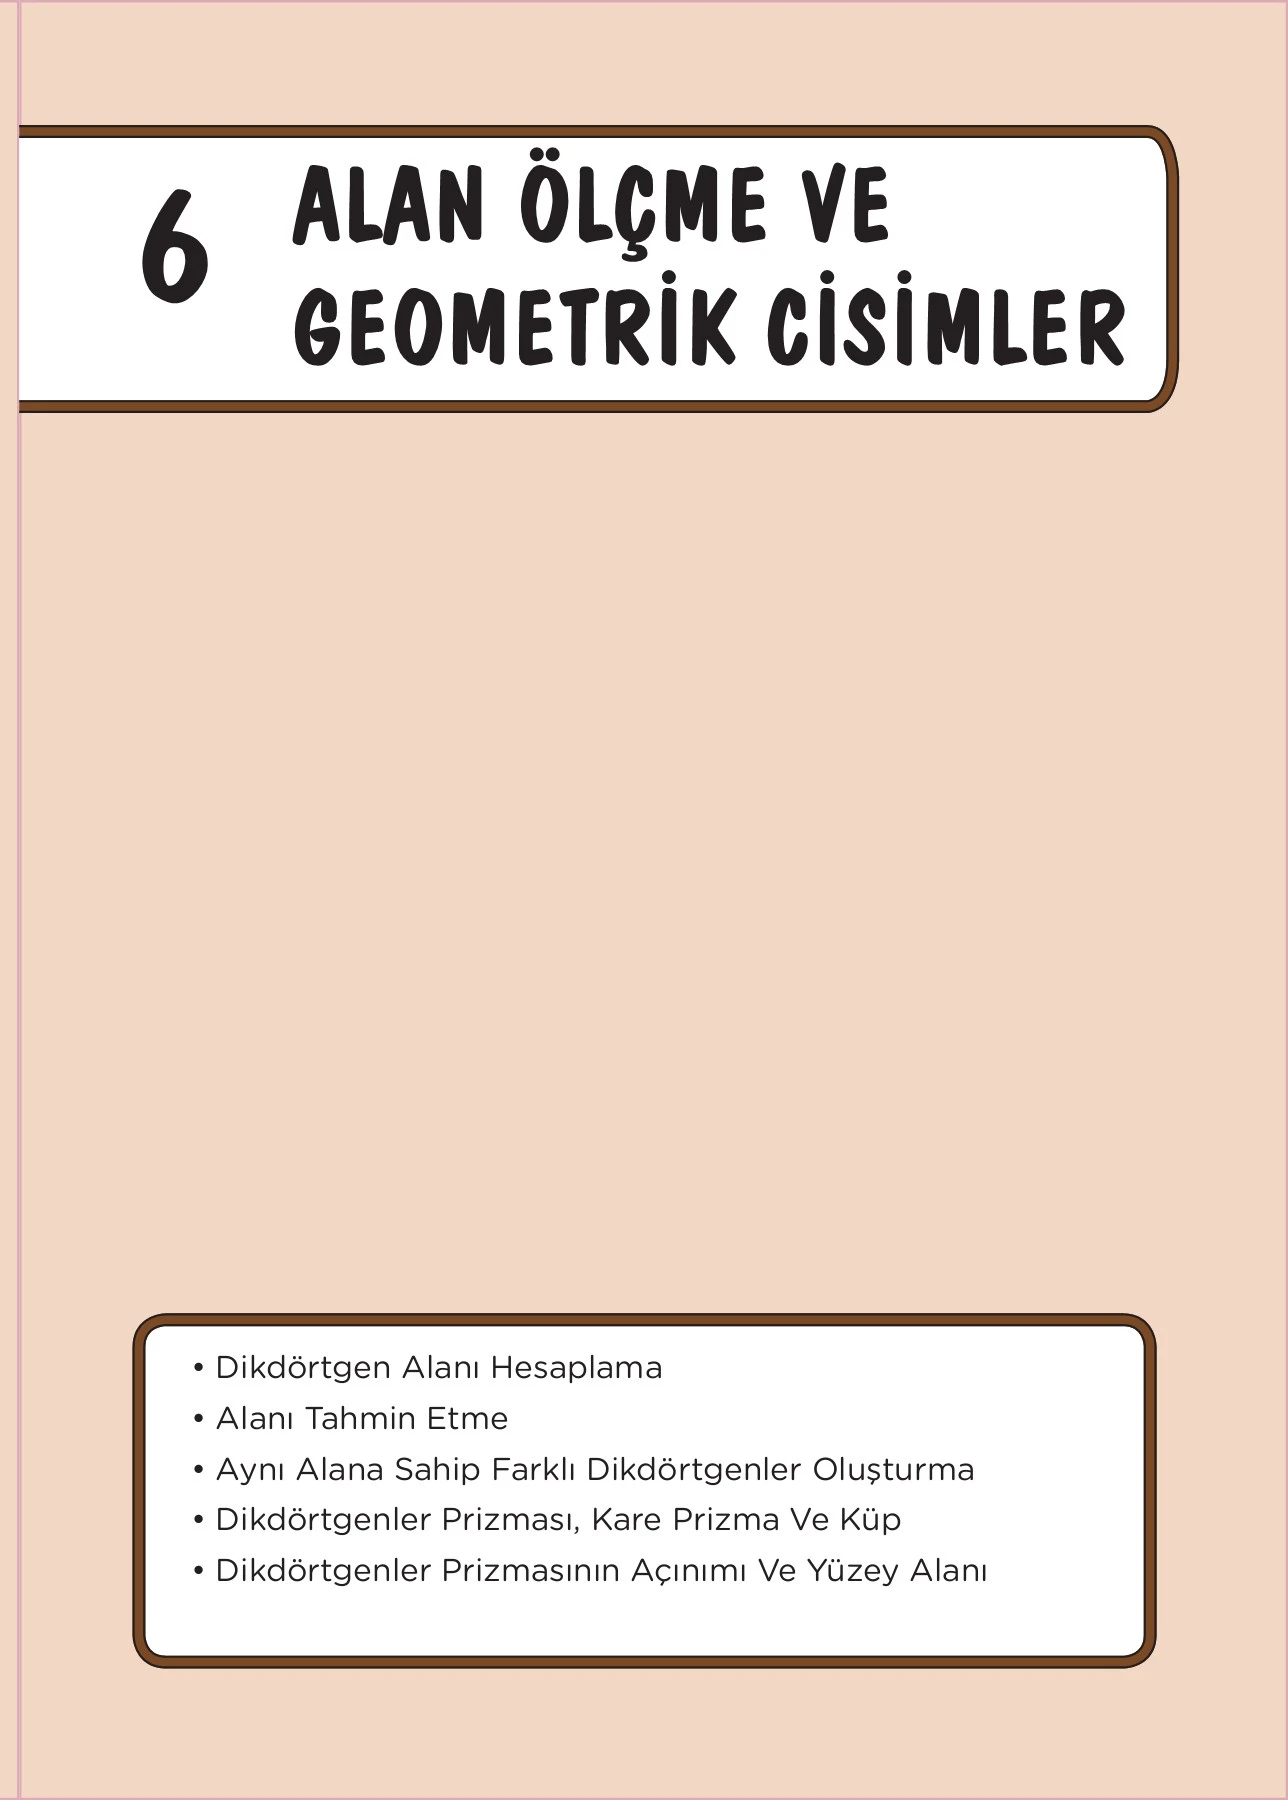 6
ALAN ÖLÇME VE
GEOMETRİK CİSİMLER
• Dikdörtgen Alanı Hesaplama
• Alanı Tahmin Etme
• Aynı Alana Sahip Farklı Dikdörtgenler Oluşturma
• Dikdörtgenler Prizması, Kare Prizma Ve Küp
• Dikdörtgenler Prizmasının Açınımı Ve Yüzey Alanı